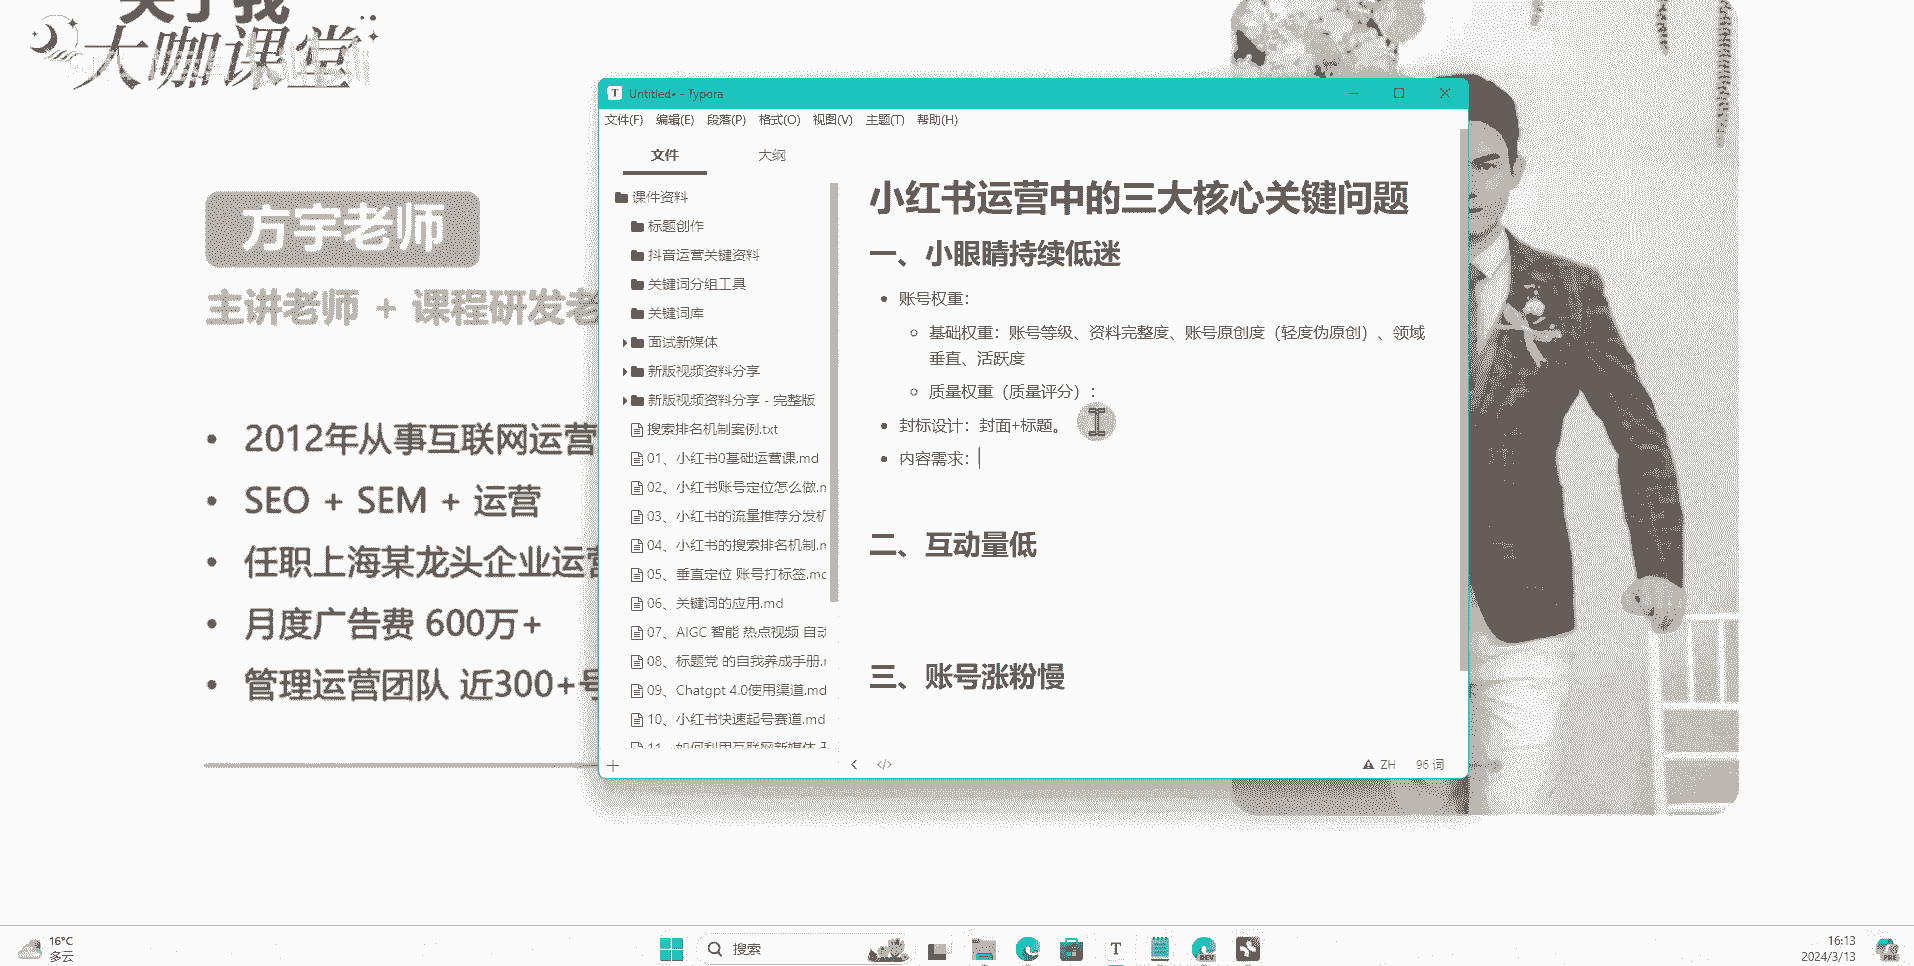 关于我
大咖课堂
方宇老师
主讲老师 + 课程研发老
• 2012年从事互联网运营
• SEO + SEM + 运营
• 任职上海某龙头企业运营
• 月度广告费 600万+
• 管理运营团队 近300+号
Untitled• - Typora
文件(F) 编辑(E) 段落(P) 格式(O) 视图(V) 主题(T) 帮助(H)
文件 大纲
课件资料
标题创作
抖音运营关键资料
关键词分组工具
关键词库
面试新媒体
新版视频资料分享
新版视频资料分享 - 完整版
搜索排名机制案例.txt
01、小红书0基础运营课.md
02、小红书账号定位怎么做.m
03、小红书的流量推荐分发机
04、小红书的搜索排名机制.m
05、垂直定位 账号打标签.md
06、关键词的应用.md
07、AIGC 智能 热点视频 自动
08、标题党 的自我养成手册.m
09、Chatgpt 4.0使用渠道.md
10、小红书快速起号赛道.md
11、如何利用互联网新媒体
小红书运营中的三大核心关键问题
一、小眼睛持续低迷
• 账号权重：
基础权重：账号等级、资料完整度、账号原创度（轻度伪原创）、领域
垂直、活跃度
质量权重（质量评分）：
• 封标设计：封面+标题。
• 内容需求：
二、互动量低
三、账号涨粉慢
ZH 96 词
16°C
多云
搜索
T
DEV
16:13
2024/3/13
PRE